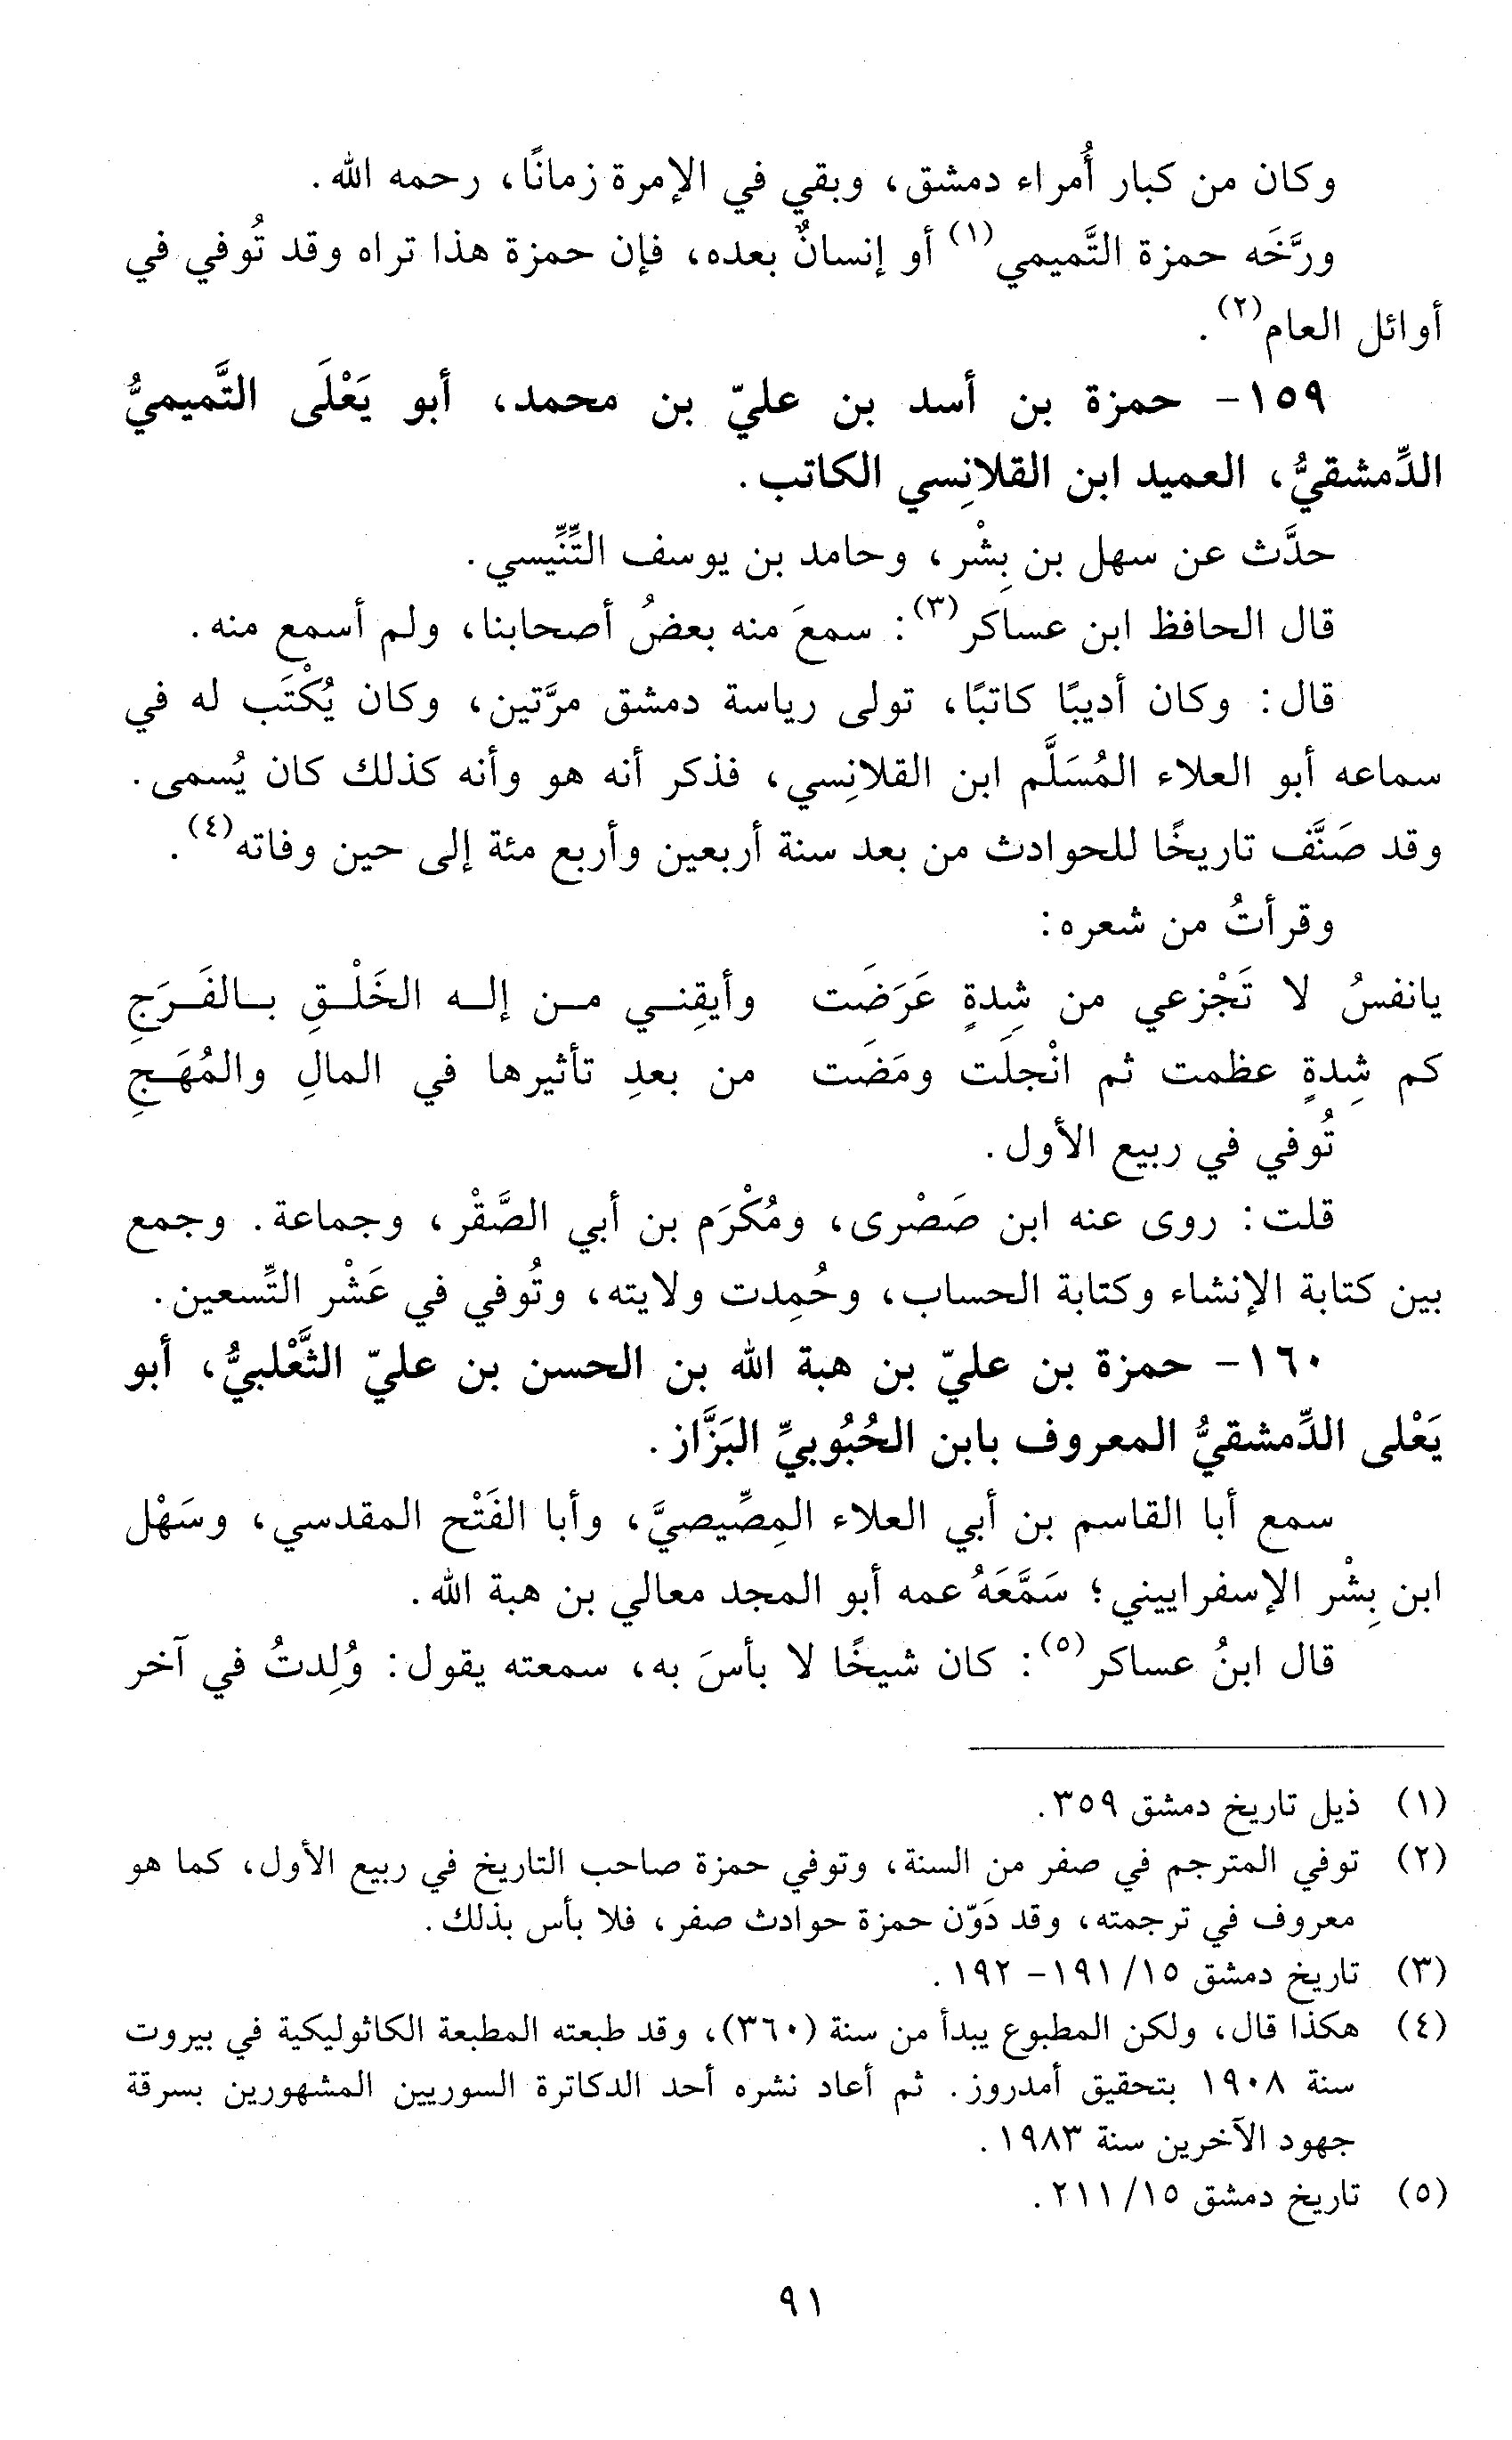 وكان من كبار أُمراء دمشق، وبقي في الإمرة زمانًا، رحمه الله.
ورَّخَه حمزة التَّميمي(١) أو إنسانٌ بعده، فإن حمزة هذا تراه وقد تُوفي في
أوائل العام(٢).
١٥٩- حمزة بن أسد بن عليّ بن محمد، أبو يَعْلَى التَّميميُّ
الدِّمشقيُّ، العميد ابن القلانِسي الكاتب.
حدَّث عن سهل بن بِشْر، وحامد بن يوسف التِّنِّيسي.
قال الحافظ ابن عساكر(٣): سمعَ منه بعضُ أصحابنا، ولم أسمع منه.
قال: وكان أديبًا كاتبًا، تولى رياسة دمشق مرَّتين، وكان يُكْتَب له في
سماعه أبو العلاء المُسَلَّم ابن القلانِسي، فذكر أنه هو وأنه كذلك كان يُسمى.
وقد صَنَّف تاريخًا للحوادث من بعد سنة أربعين وأربع مئة إلى حين وفاته(٤).
وقرأتُ من شعره:
يانفسُ لا تَجْزعي من شِدةٍ عَرَضَت وأيقِنـي مـن إلـه الخَلْـقِ بـالفَـرَجِ
كم شِدةٍ عظمت ثم انْجلَت ومَضَت من بعدِ تأثيرها في المالِ والمُهَـجِ
تُوفي في ربيع الأول.
قلت: روى عنه ابن صَصْرى، ومُكْرَم بن أبي الصَّقْر، وجماعة. وجمع
بين كتابة الإنشاء وكتابة الحساب، وحُمِدت ولايته، وتُوفي في عَشْر التِّسعين.
١٦٠- حمزة بن عليّ بن هبة الله بن الحسن بن عليّ الثَّعْلبيُّ، أبو
يَعْلى الدِّمشقيُّ المعروف بابن الحُبُوبيِّ البَزَّاز.
سمع أبا القاسم بن أبي العلاء المِصِّيصيَّ، وأبا الفَتْح المقدسي، وسَهْل
ابن بِشْر الإسفراييني؛ سَمَّعَهُ عمه أبو المجد معالي بن هبة الله.
قال ابنُ عساكر(٥): كان شيخًا لا بأسَ به، سمعته يقول: وُلِدتُ في آخر
(١) ذيل تاريخ دمشق ٣٥٩.
(٢) توفي المترجم في صفر من السنة، وتوفي حمزة صاحب التاريخ في ربيع الأول، كما هو
معروف في ترجمته، وقد دَوّن حمزة حوادث صفر، فلا بأس بذلك.
(٣) تاريخ دمشق ١٥/ ١٩١- ١٩٢.
(٤) هكذا قال، ولكن المطبوع يبدأ من سنة (٣٦٠)، وقد طبعته المطبعة الكاثوليكية في بيروت
سنة ١٩٠٨ بتحقيق أمدروز. ثم أعاد نشره أحد الدكاترة السوريين المشهورين بسرقة
جهود الآخرين سنة ١٩٨٣.
(٥) تاريخ دمشق ١٥/ ٢١١.
٩١